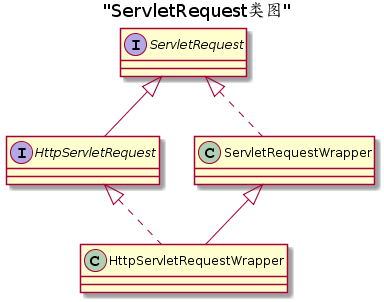 "ServletRequest类图"
I ServletRequest
I HttpServletRequest
C ServletRequestWrapper
C HttpServletRequestWrapper